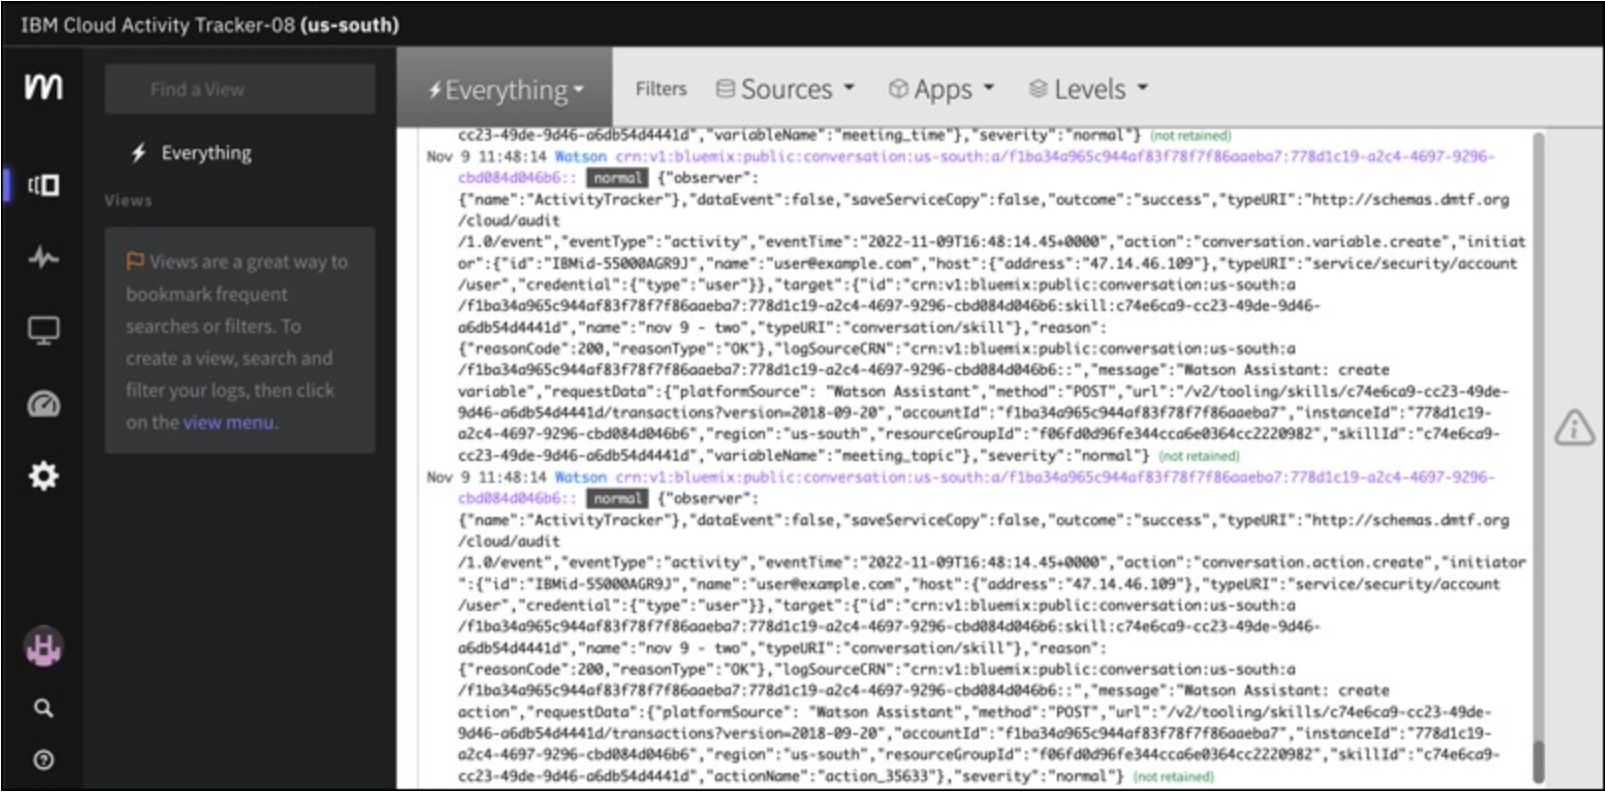 IBM Cloud Activity Tracker-08 (us-south)
Find a View
Everything
Views
Views are a great way to
bookmark frequent
searches or filters. To
create a view, search and
filter your logs, then click
on the view menu.
Everything Filters Sources Apps Levels
cc23-49de-9d46-a6db54d4441d","variableName":"meeting_time"},"severity":"normal"} (not retained)
Nov 9 11:48:14 Watson crn:v1:bluemix:public:conversation:us-south:a/f1ba34a965c944af83f78f7f86aaeba7:778d1c19-a2c4-4697-9296-
cbd084d046b6:: normal {"observer":
{"name":"ActivityTracker"},"dataEvent":false,"saveServiceCopy":false,"outcome":"success","typeURI":"http://schemas.dmtf.org
/cloud/audit
/1.0/event","eventType":"activity","eventTime":"2022-11-09T16:48:14.45+0000","action":"conversation.variable.create","initiat
or":{"id":"IBMid-55000AGR9J","name":"user@example.com","host":{"address":"47.14.46.109"},"typeURI":"service/security/account
/user","credential":{"type":"user"}},"target":{"id":"crn:v1:bluemix:public:conversation:us-south:a
/f1ba34a965c944af83f78f7f86aaeba7:778d1c19-a2c4-4697-9296-cbd084d046b6:skill:c74e6ca9-cc23-49de-9d46-
a6db54d4441d","name":"nov 9 - two","typeURI":"conversation/skill"},"reason":
{"reasonCode":200,"reasonType":"OK"},"logSourceCRN":"crn:v1:bluemix:public:conversation:us-south:a
/f1ba34a965c944af83f78f7f86aaeba7:778d1c19-a2c4-4697-9296-cbd084d046b6::","message":"Watson Assistant: create
variable","requestData":{"platformSource": "Watson Assistant","method":"POST","url":"/v2/tooling/skills/c74e6ca9-cc23-49de-
9d46-a6db54d4441d/transactions?version=2018-09-20","accountId":"f1ba34a965c944af83f78f7f86aaeba7","instanceId":"778d1c19-
a2c4-4697-9296-cbd084d046b6","region":"us-south","resourceGroupId":"f06fd0d96fe344cca6e0364cc2220982","skillId":"c74e6ca9-
cc23-49de-9d46-a6db54d4441d","variableName":"meeting_topic"},"severity":"normal"} (not retained)
Nov 9 11:48:14 Watson crn:v1:bluemix:public:conversation:us-south:a/f1ba34a965c944af83f78f7f86aaeba7:778d1c19-a2c4-4697-9296-
cbd084d046b6:: normal {"observer":
{"name":"ActivityTracker"},"dataEvent":false,"saveServiceCopy":false,"outcome":"success","typeURI":"http://schemas.dmtf.org
/cloud/audit
/1.0/event","eventType":"activity","eventTime":"2022-11-09T16:48:14.45+0000","action":"conversation.action.create","initiator
":{"id":"IBMid-55000AGR9J","name":"user@example.com","host":{"address":"47.14.46.109"},"typeURI":"service/security/account
/user","credential":{"type":"user"}},"target":{"id":"crn:v1:bluemix:public:conversation:us-south:a
/f1ba34a965c944af83f78f7f86aaeba7:778d1c19-a2c4-4697-9296-cbd084d046b6:skill:c74e6ca9-cc23-49de-9d46-
a6db54d4441d","name":"nov 9 - two","typeURI":"conversation/skill"},"reason":
{"reasonCode":200,"reasonType":"OK"},"logSourceCRN":"crn:v1:bluemix:public:conversation:us-south:a
/f1ba34a965c944af83f78f7f86aaeba7:778d1c19-a2c4-4697-9296-cbd084d046b6::","message":"Watson Assistant: create
action","requestData":{"platformSource": "Watson Assistant","method":"POST","url":"/v2/tooling/skills/c74e6ca9-cc23-49de-
9d46-a6db54d4441d/transactions?version=2018-09-20","accountId":"f1ba34a965c944af83f78f7f86aaeba7","instanceId":"778d1c19-
a2c4-4697-9296-cbd084d046b6","region":"us-south","resourceGroupId":"f06fd0d96fe344cca6e0364cc2220982","skillId":"c74e6ca9-
cc23-49de-9d46-a6db54d4441d","actionName":"action_35633"},"severity":"normal"} (not retained)